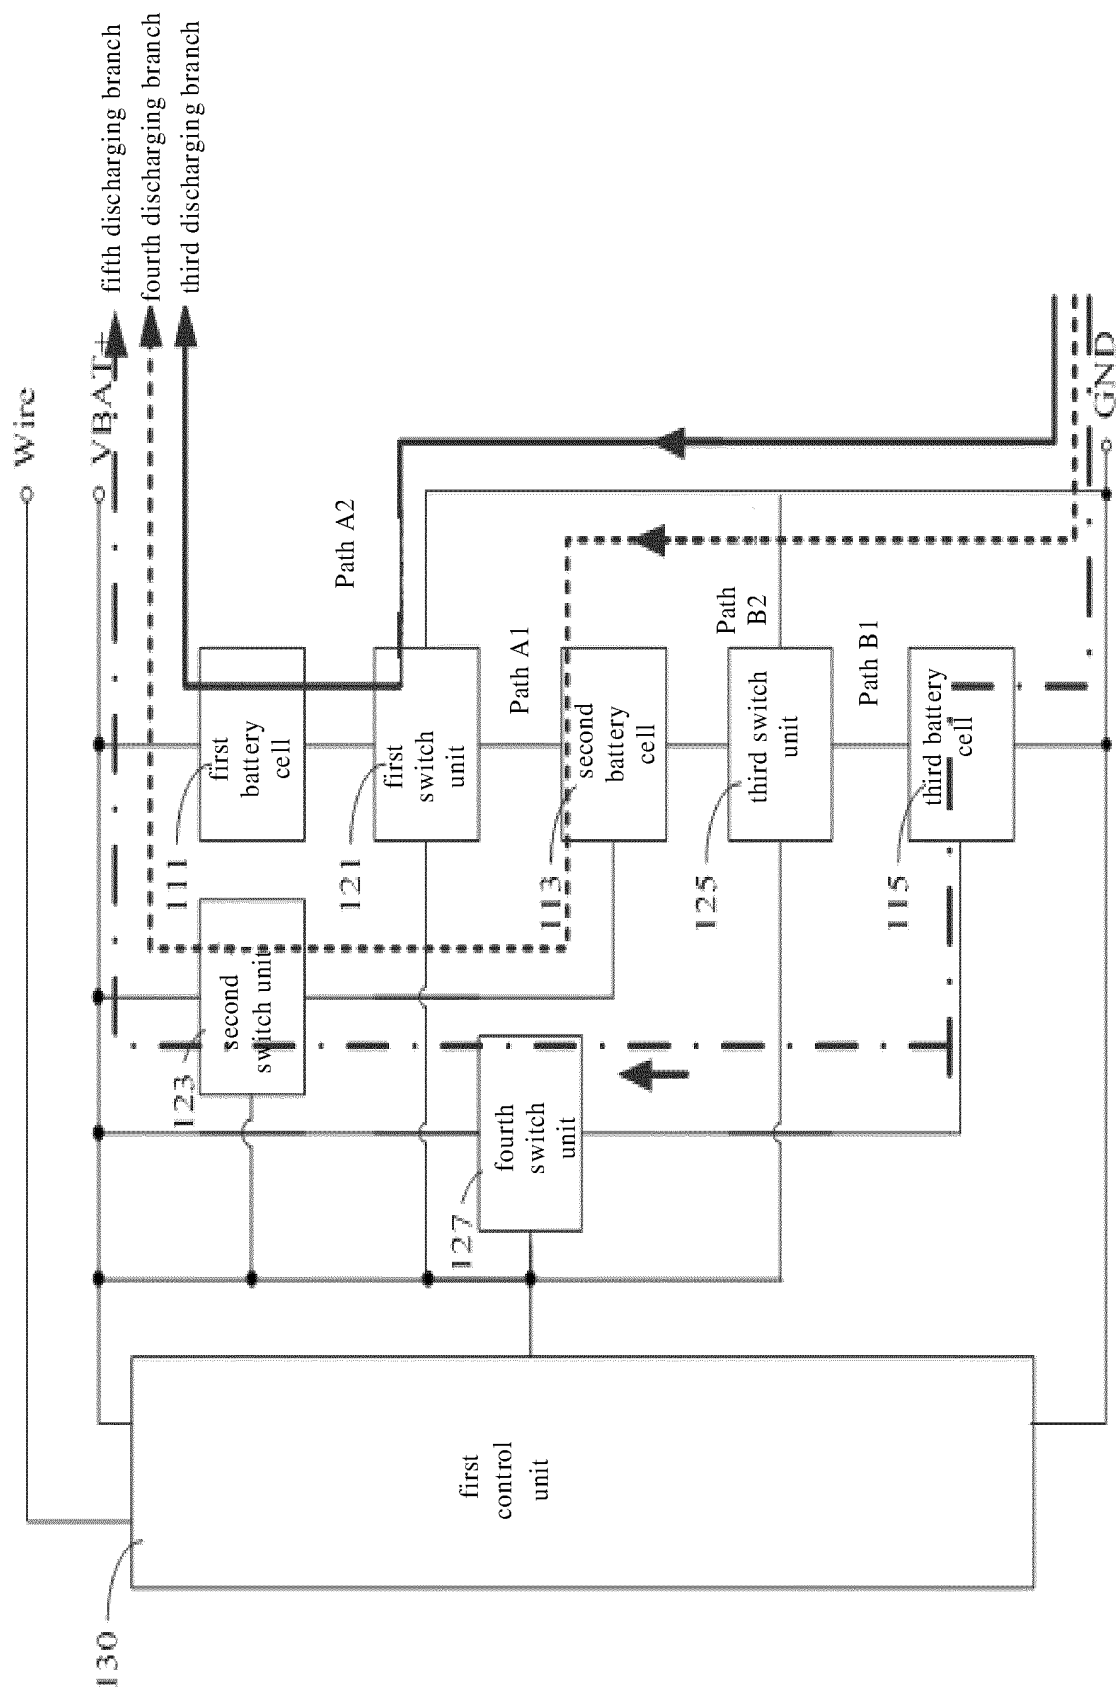 fifth discharging branch
fourth discharging branch
third discharging branch
Wire
VBAT+
GND
Path A2
Path A1
Path
B2
Path B1
first
battery
cell
first
switch
unit
second
battery
cell
third switch
unit
third battery
cell
111
121
113
125
115
second
switch unit
123
fourth
switch
unit
127
first
control
unit
130